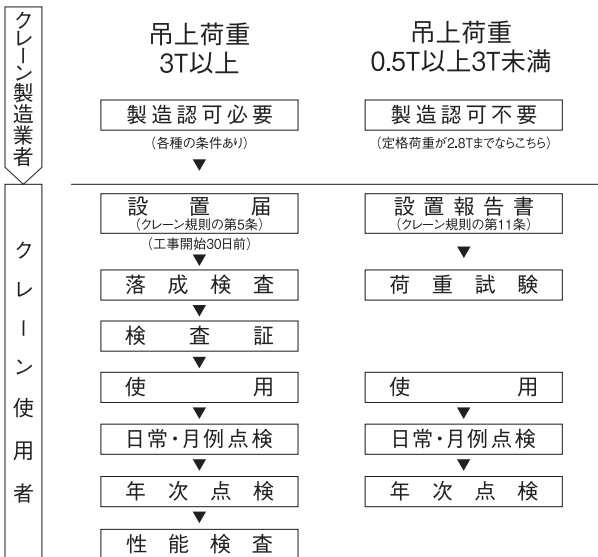 クレーン製造業者
クレーン使用者
吊上荷重
3T以上
製造認可必要
(各種の条件あり)
▼
設置届
(クレーン規則の第5条)
(工事開始30日前)
▼
落成検査
▼
検査証
▼
使用
▼
日常・月例点検
▼
年次点検
▼
性能検査
吊上荷重
0.5T以上3T未満
製造認可不要
(定格荷重が2.8Tまでならこちら)
設置報告書
(クレーン規則の第11条)
▼
荷重試験
使用
▼
日常・月例点検
▼
年次点検